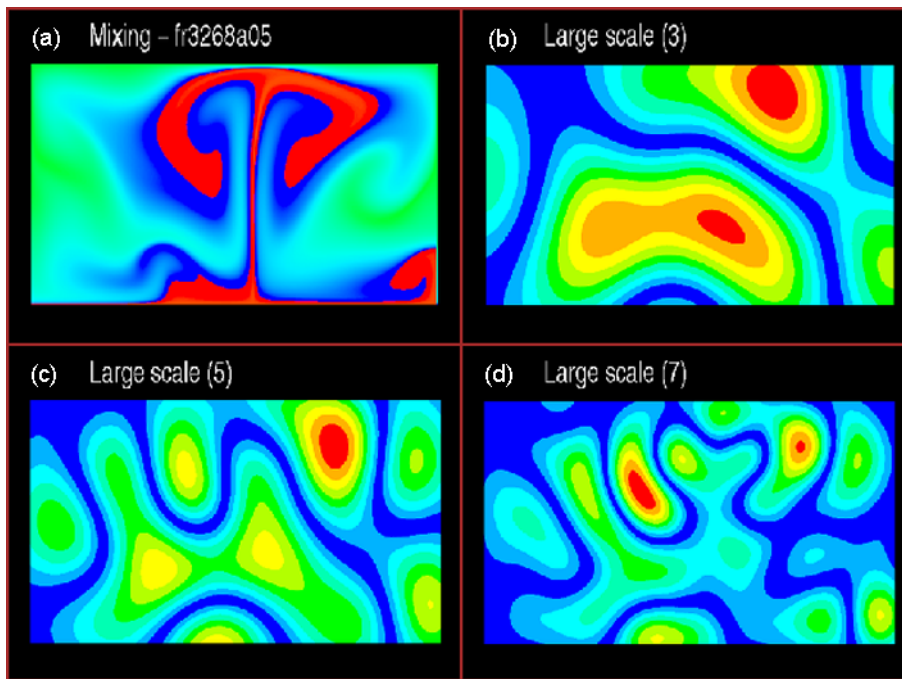 (a) Mixing – fr3268a05
(b) Large scale (3)
(c) Large scale (5)
(d) Large scale (7)